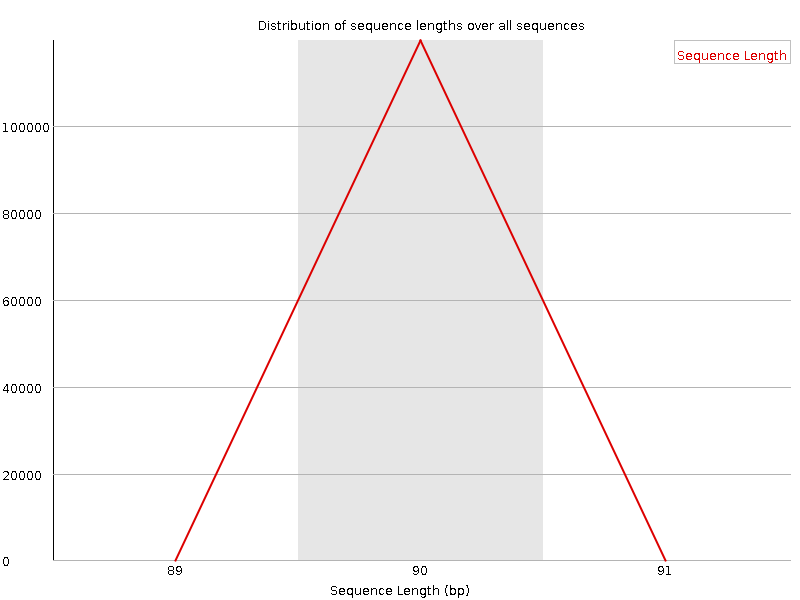 Distribution of sequence lengths over all sequences
Sequence Length
100000
80000
60000
40000
20000
0
89 90 91
Sequence Length (bp)